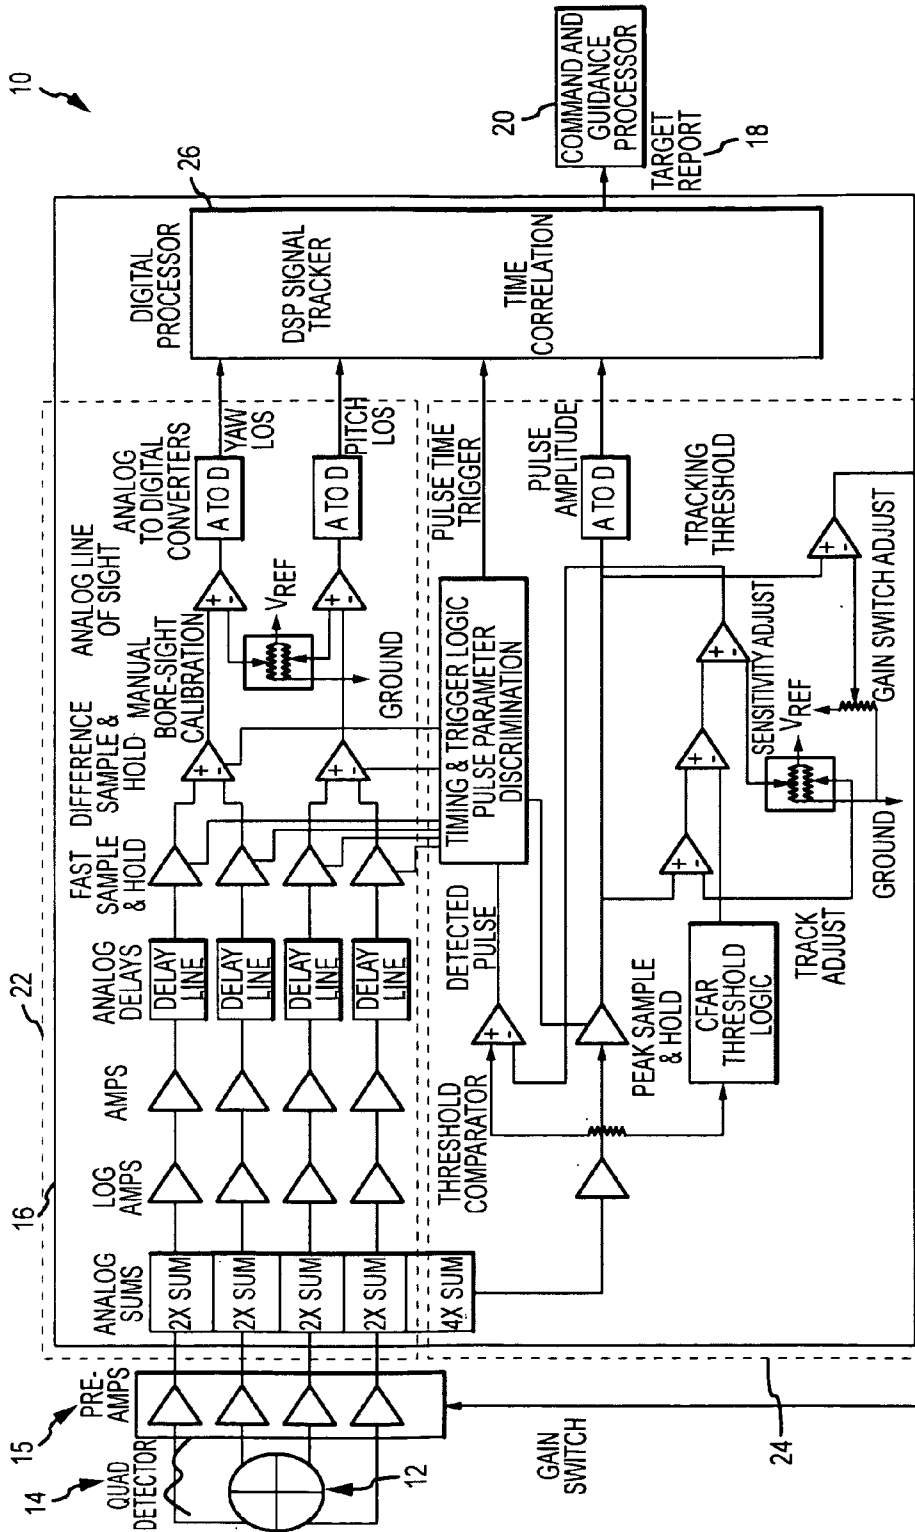 10
14
QUAD
DETECTOR
12
15
PRE-
AMPS
GAIN
SWITCH
16
22
24
ANALOG
SUMS
2X SUM
2X SUM
2X SUM
2X SUM
4X SUM
LOG
AMPS
AMPS
ANALOG
DELAYS
DELAY
LINE
DELAY
LINE
DELAY
LINE
DELAY
LINE
FAST
SAMPLE
& HOLD
DIFFERENCE
SAMPLE &
HOLD
+
-
+
-
MANUAL
BORE-SIGHT
CALIBRATION
VREF
GROUND
ANALOG LINE
OF SIGHT
+
-
+
-
ANALOG
TO DIGITAL
CONVERTERS
A TO D
A TO D
YAW
LOS
PITCH
LOS
THRESHOLD
COMPARATOR
+
-
DETECTED
PULSE
TIMING & TRIGGER LOGIC
PULSE PARAMETER
DISCRIMINATION
PULSE TIME
TRIGGER
PEAK SAMPLE
& HOLD
PULSE
AMPLITUDE
A TO D
CFAR
THRESHOLD
LOGIC
TRACK
ADJUST
+
-
+
-
+
-
SENSITIVITY ADJUST
VREF
TRACKING
THRESHOLD
GROUND
GAIN SWITCH ADJUST
+
-
DIGITAL
PROCESSOR
26
DSP SIGNAL
TRACKER
TIME
CORRELATION
TARGET
REPORT
18
20
COMMAND AND
GUIDANCE
PROCESSOR